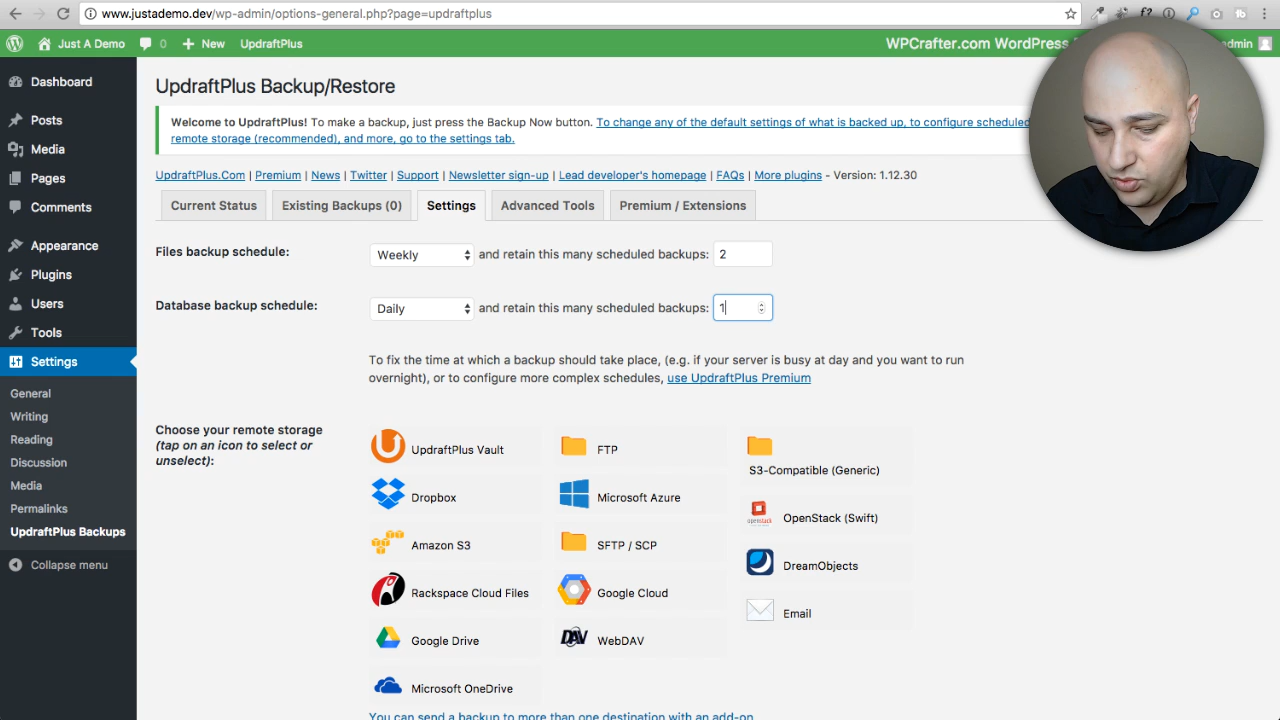 www.justademo.dev/wp-admin/options-general.php?page=updraftplus
Just A Demo 0 New UpdraftPlus WPCrafter.com WordPress admin
Dashboard
Posts
Media
Pages
Comments
Appearance
Plugins
Users
Tools
Settings
General
Writing
Reading
Discussion
Media
Permalinks
UpdraftPlus Backups
Collapse menu
UpdraftPlus Backup/Restore
Welcome to UpdraftPlus! To make a backup, just press the Backup Now button. To change any of the default settings of what is backed up, to configure scheduled
remote storage (recommended), and more, go to the settings tab.
UpdraftPlus.Com | Premium | News | Twitter | Support | Newsletter sign-up | Lead developer's homepage | FAQs | More plugins - Version: 1.12.30
Current Status Existing Backups (0) Settings Advanced Tools Premium / Extensions
Files backup schedule: Weekly and retain this many scheduled backups: 2
Database backup schedule: Daily and retain this many scheduled backups: 1
To fix the time at which a backup should take place, (e.g. if your server is busy at day and you want to run
overnight), or to configure more complex schedules, use UpdraftPlus Premium
Choose your remote storage
(tap on an icon to select or
unselect):
UpdraftPlus Vault
Dropbox
Amazon S3
Rackspace Cloud Files
Google Drive
Microsoft OneDrive
FTP
Microsoft Azure
SFTP / SCP
Google Cloud
DAV WebDAV
S3-Compatible (Generic)
openstack OpenStack (Swift)
DreamObjects
Email
You can send a backup to more than one destination with an add-on.